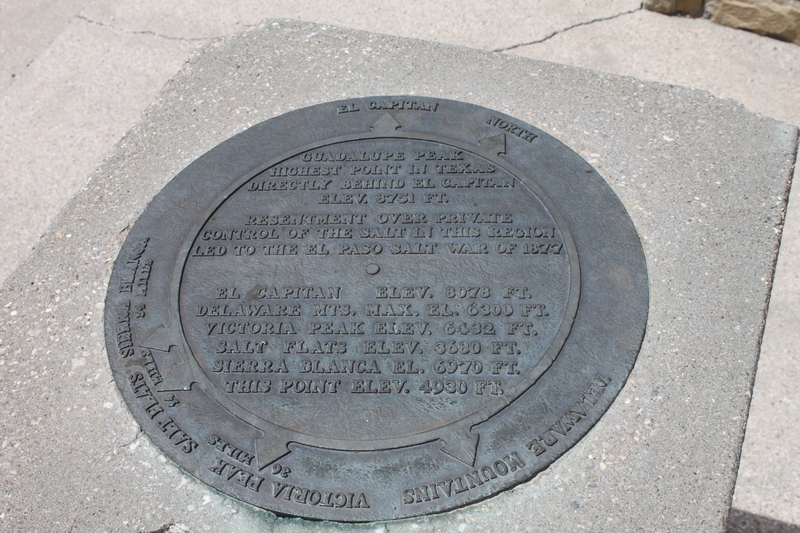 EL CAPITAN
NORTH
GUADALUPE PEAK
HIGHEST POINT IN TEXAS
DIRECTLY BEHIND EL CAPITAN
ELEV. 8751 FT.
RESENTMENT OVER PRIVATE
CONTROL OF THE SALT IN THIS REGION
LED TO THE EL PASO SALT WAR OF 1877
EL CAPITAN ELEV. 8078 FT.
DELAWARE MTS. MAX. EL. 6300 FT.
VICTORIA PEAK ELEV. 6432 FT.
SALT FLATS ELEV. 3680 FT.
SIERRA BLANCA EL. 6970 FT.
THIS POINT ELEV. 4930 FT.
DELAWARE MOUNTAINS
VICTORIA PEAK
MILES
SALT FLATS
MILES
SIERRA BLANCA
MILES